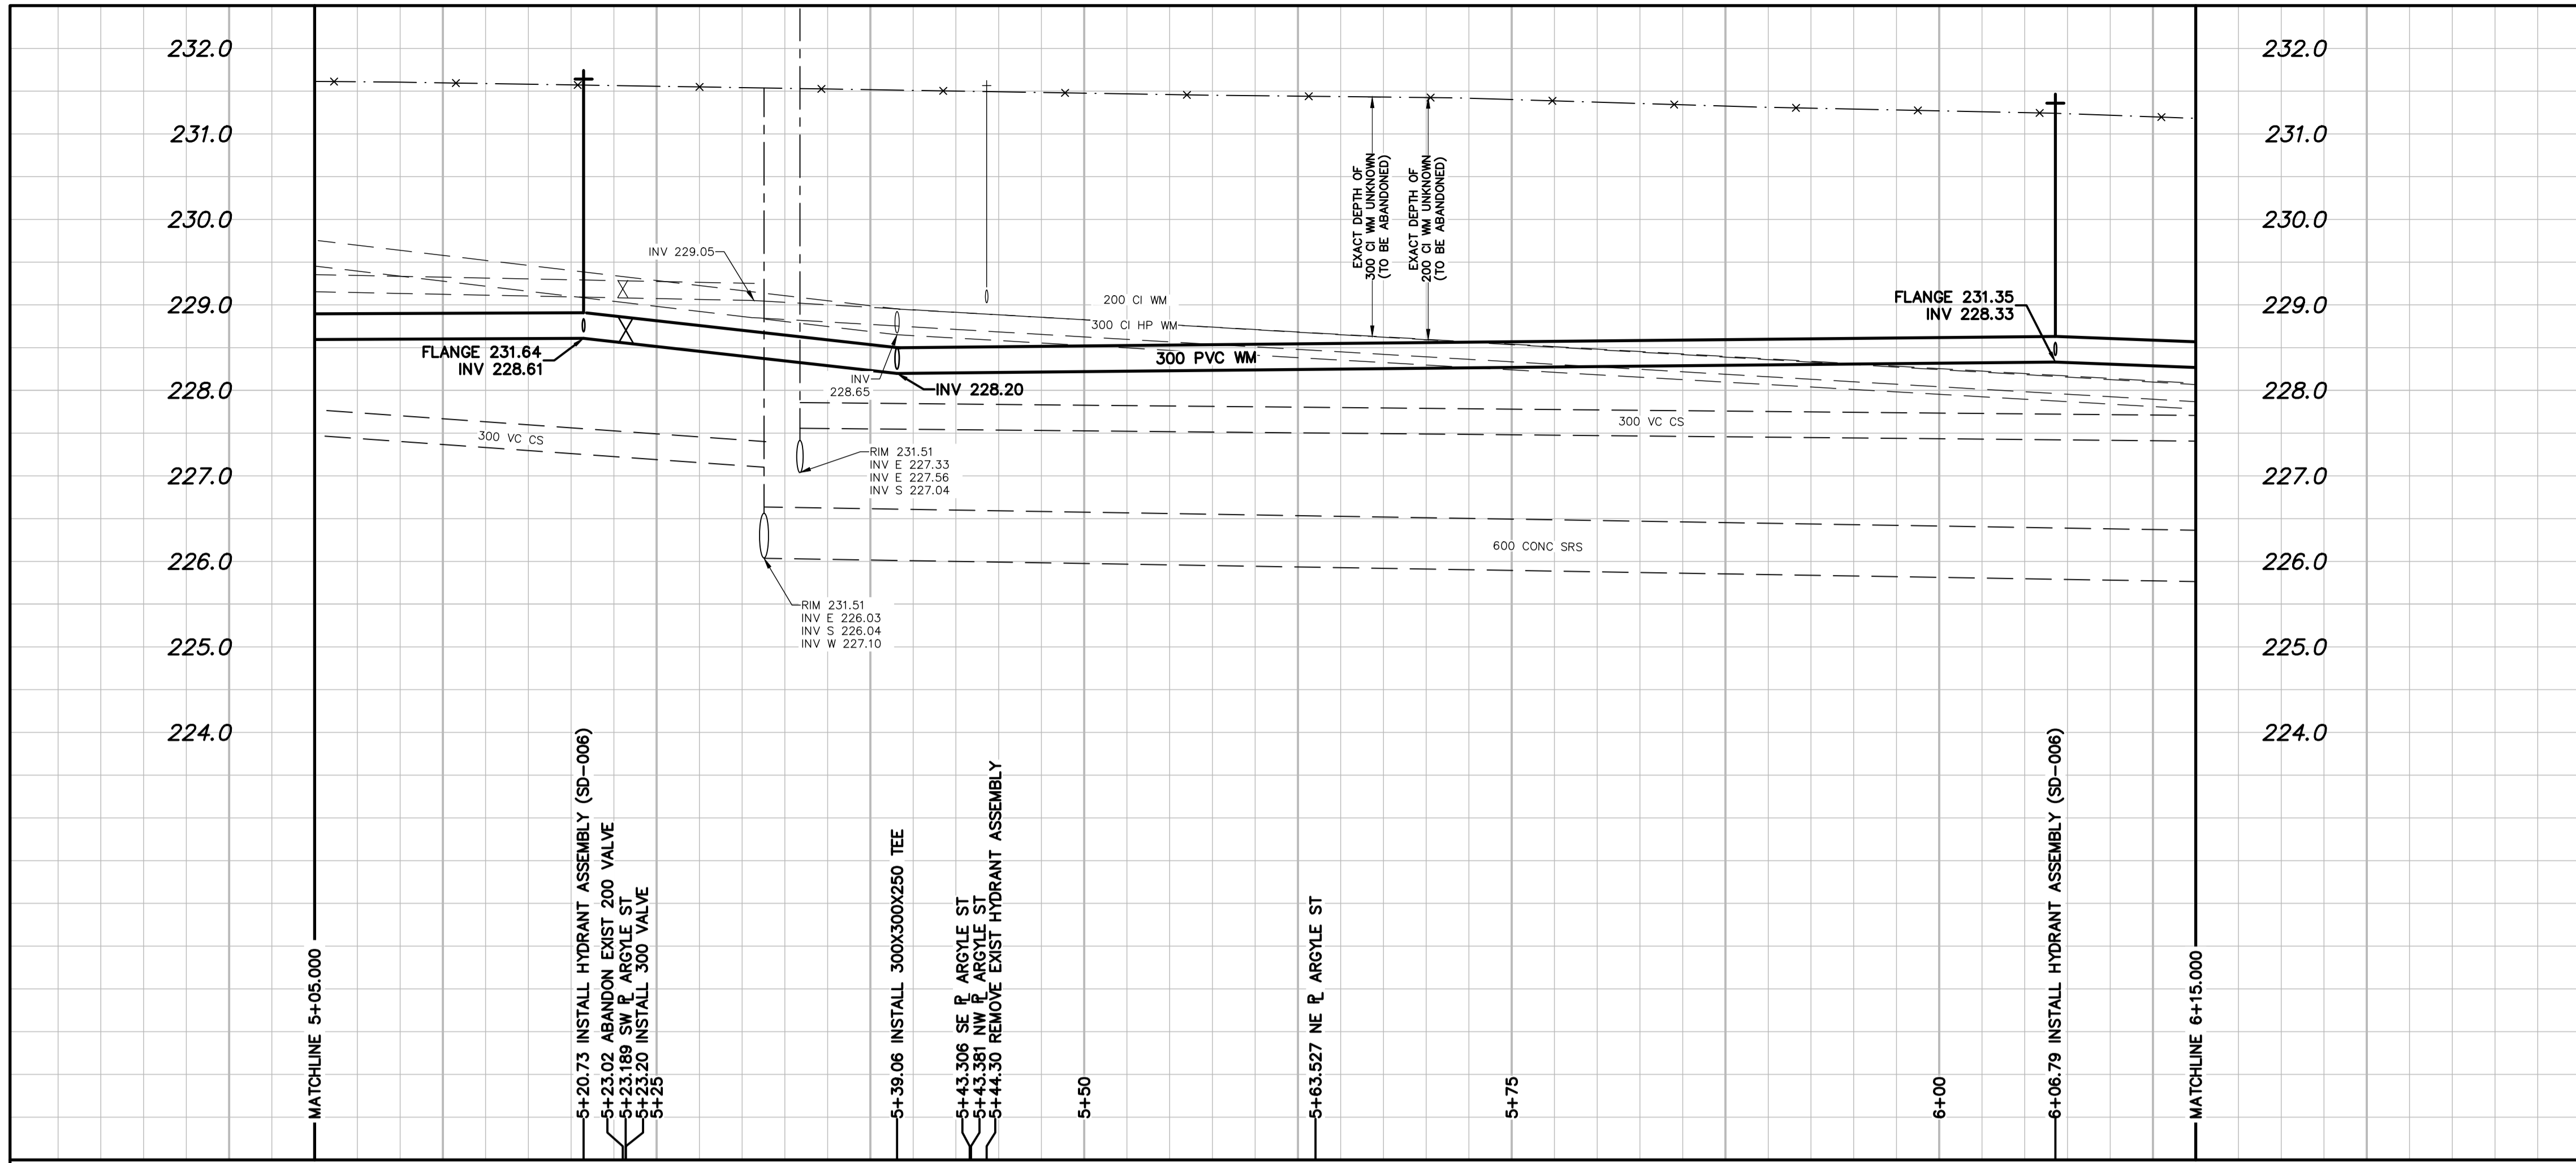 232.0
232.0
231.0
231.0
230.0
230.0
229.0
229.0
228.0
228.0
227.0
227.0
226.0
226.0
225.0
225.0
224.0
224.0
EXACT DEPTH OF
300 CI WM UNKNOWN
(TO BE ABANDONED)
EXACT DEPTH OF
200 CI WM UNKNOWN
(TO BE ABANDONED)
INV 229.05
200 CI WM
300 CI HP WM
300 PVC WM
FLANGE 231.35
INV 228.33
FLANGE 231.64
INV 228.61
INV
228.65
INV 228.20
300 VC CS
300 VC CS
RIM 231.51
INV E 227.33
INV E 227.56
INV S 227.04
600 CONC SRS
RIM 231.51
INV E 226.03
INV S 226.04
INV W 227.10
MATCHLINE 5+05.000
5+20.73 INSTALL HYDRANT ASSEMBLY (SD-006)
5+23.02 ABANDON EXIST 200 VALVE
5+23.189 SW PL ARGYLE ST
5+23.20 INSTALL 300 VALVE
5+25
5+39.06 INSTALL 300X300X250 TEE
5+43.306 SE PL ARGYLE ST
5+43.381 NW PL ARGYLE ST
5+44.30 REMOVE EXIST HYDRANT ASSEMBLY
5+50
5+63.527 NE PL ARGYLE ST
5+75
6+00
6+06.79 INSTALL HYDRANT ASSEMBLY (SD-006)
MATCHLINE 6+15.000